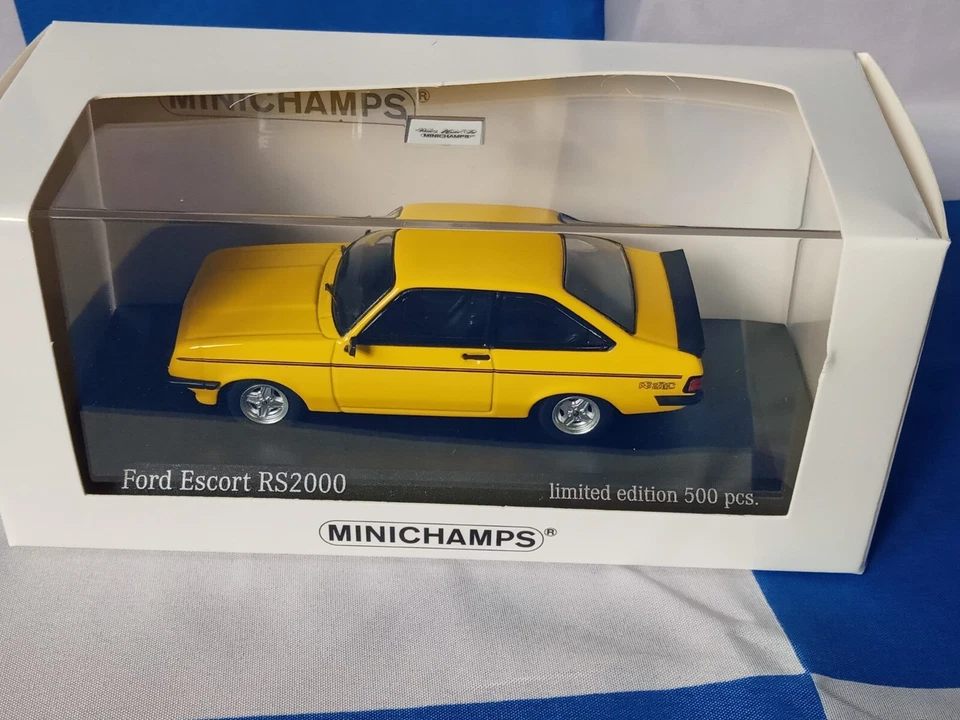 MINICHAMPS®
MINICHAMPS
Ford Escort RS2000
limited edition 500 pcs.
MINICHAMPS®